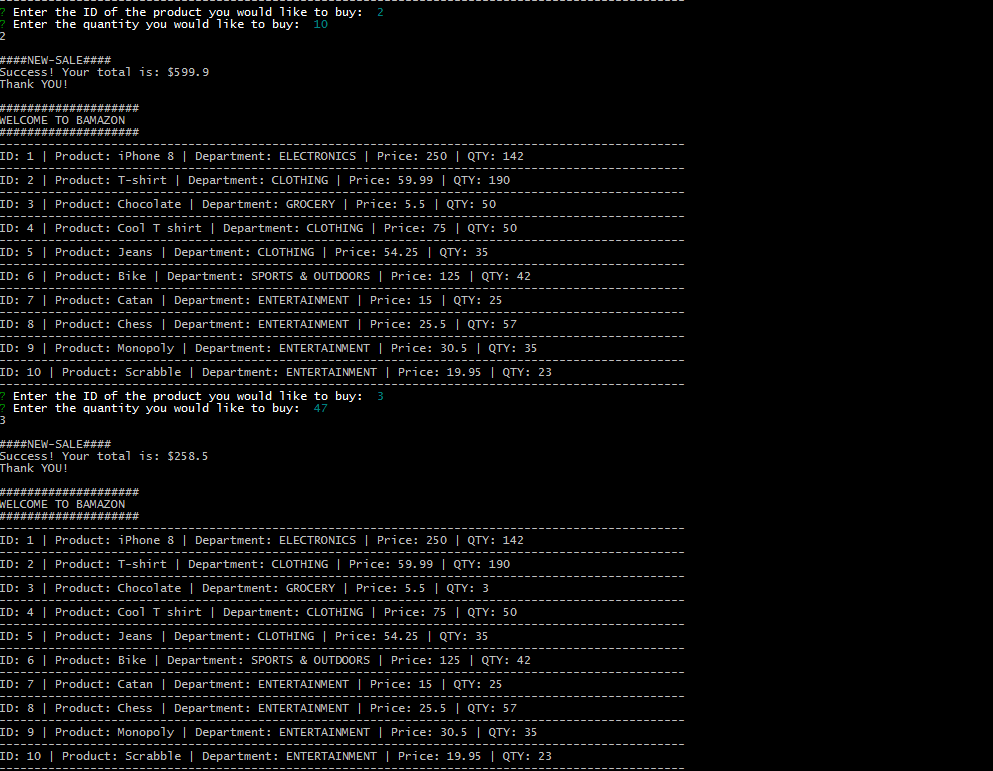 ? Enter the ID of the product you would like to buy:  2
? Enter the quantity you would like to buy:  10
2
####NEW-SALE####
Success! Your total is: $599.9
Thank YOU!
####################
WELCOME TO BAMAZON
####################
--------------------------------------------------------------------------------------------------
ID: 1 | Product: iPhone 8 | Department: ELECTRONICS | Price: 250 | QTY: 142
--------------------------------------------------------------------------------------------------
ID: 2 | Product: T-shirt | Department: CLOTHING | Price: 59.99 | QTY: 190
--------------------------------------------------------------------------------------------------
ID: 3 | Product: Chocolate | Department: GROCERY | Price: 5.5 | QTY: 50
--------------------------------------------------------------------------------------------------
ID: 4 | Product: Cool T shirt | Department: CLOTHING | Price: 75 | QTY: 50
--------------------------------------------------------------------------------------------------
ID: 5 | Product: Jeans | Department: CLOTHING | Price: 54.25 | QTY: 35
--------------------------------------------------------------------------------------------------
ID: 6 | Product: Bike | Department: SPORTS & OUTDOORS | Price: 125 | QTY: 42
--------------------------------------------------------------------------------------------------
ID: 7 | Product: Catan | Department: ENTERTAINMENT | Price: 15 | QTY: 25
--------------------------------------------------------------------------------------------------
ID: 8 | Product: Chess | Department: ENTERTAINMENT | Price: 25.5 | QTY: 57
--------------------------------------------------------------------------------------------------
ID: 9 | Product: Monopoly | Department: ENTERTAINMENT | Price: 30.5 | QTY: 35
--------------------------------------------------------------------------------------------------
ID: 10 | Product: Scrabble | Department: ENTERTAINMENT | Price: 19.95 | QTY: 23
--------------------------------------------------------------------------------------------------
? Enter the ID of the product you would like to buy:  3
? Enter the quantity you would like to buy:  47
3
####NEW-SALE####
Success! Your total is: $258.5
Thank YOU!
####################
WELCOME TO BAMAZON
####################
--------------------------------------------------------------------------------------------------
ID: 1 | Product: iPhone 8 | Department: ELECTRONICS | Price: 250 | QTY: 142
--------------------------------------------------------------------------------------------------
ID: 2 | Product: T-shirt | Department: CLOTHING | Price: 59.99 | QTY: 190
--------------------------------------------------------------------------------------------------
ID: 3 | Product: Chocolate | Department: GROCERY | Price: 5.5 | QTY: 3
--------------------------------------------------------------------------------------------------
ID: 4 | Product: Cool T shirt | Department: CLOTHING | Price: 75 | QTY: 50
--------------------------------------------------------------------------------------------------
ID: 5 | Product: Jeans | Department: CLOTHING | Price: 54.25 | QTY: 35
--------------------------------------------------------------------------------------------------
ID: 6 | Product: Bike | Department: SPORTS & OUTDOORS | Price: 125 | QTY: 42
--------------------------------------------------------------------------------------------------
ID: 7 | Product: Catan | Department: ENTERTAINMENT | Price: 15 | QTY: 25
--------------------------------------------------------------------------------------------------
ID: 8 | Product: Chess | Department: ENTERTAINMENT | Price: 25.5 | QTY: 57
--------------------------------------------------------------------------------------------------
ID: 9 | Product: Monopoly | Department: ENTERTAINMENT | Price: 30.5 | QTY: 35
--------------------------------------------------------------------------------------------------
ID: 10 | Product: Scrabble | Department: ENTERTAINMENT | Price: 19.95 | QTY: 23
--------------------------------------------------------------------------------------------------